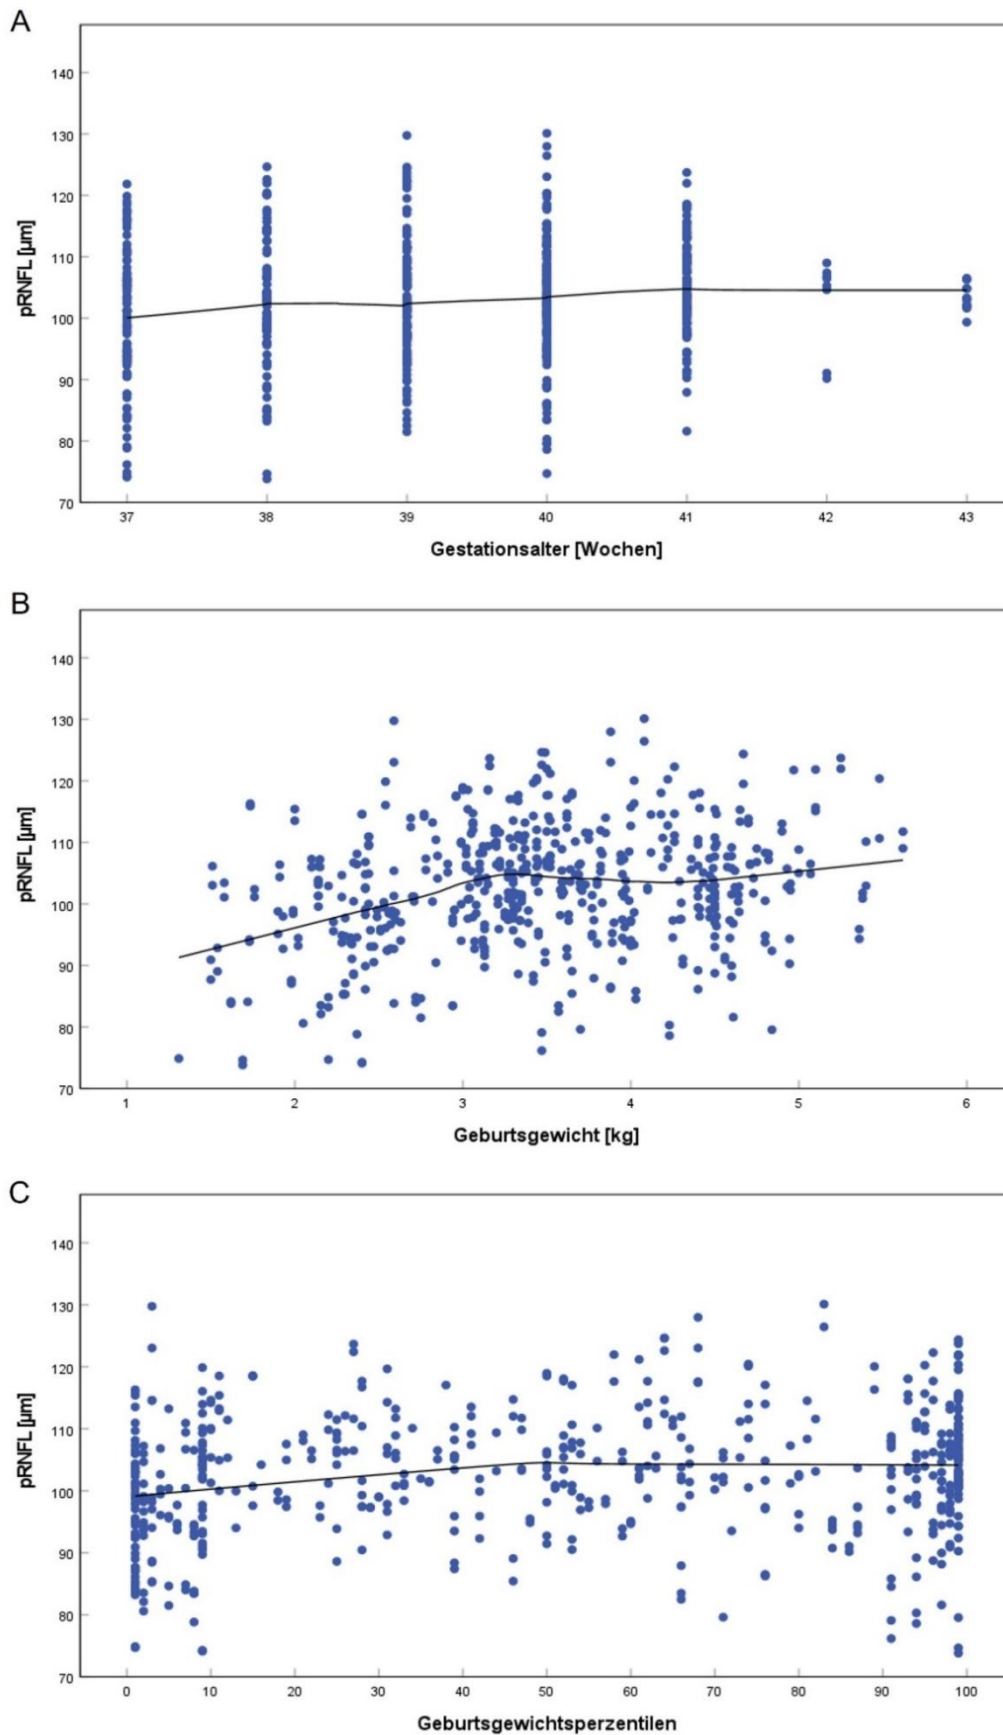 A
140
130
120
110
100
90
80
70
pRNFL [µm]
37 38 39 40 41 42 43
Gestationsalter [Wochen]
B
140
130
120
110
100
90
80
70
pRNFL [µm]
1 2 3 4 5 6
Geburtsgewicht [kg]
C
140
130
120
110
100
90
80
70
pRNFL [µm]
0 10 20 30 40 50 60 70 80 90 100
Geburtsgewichtsperzentilen